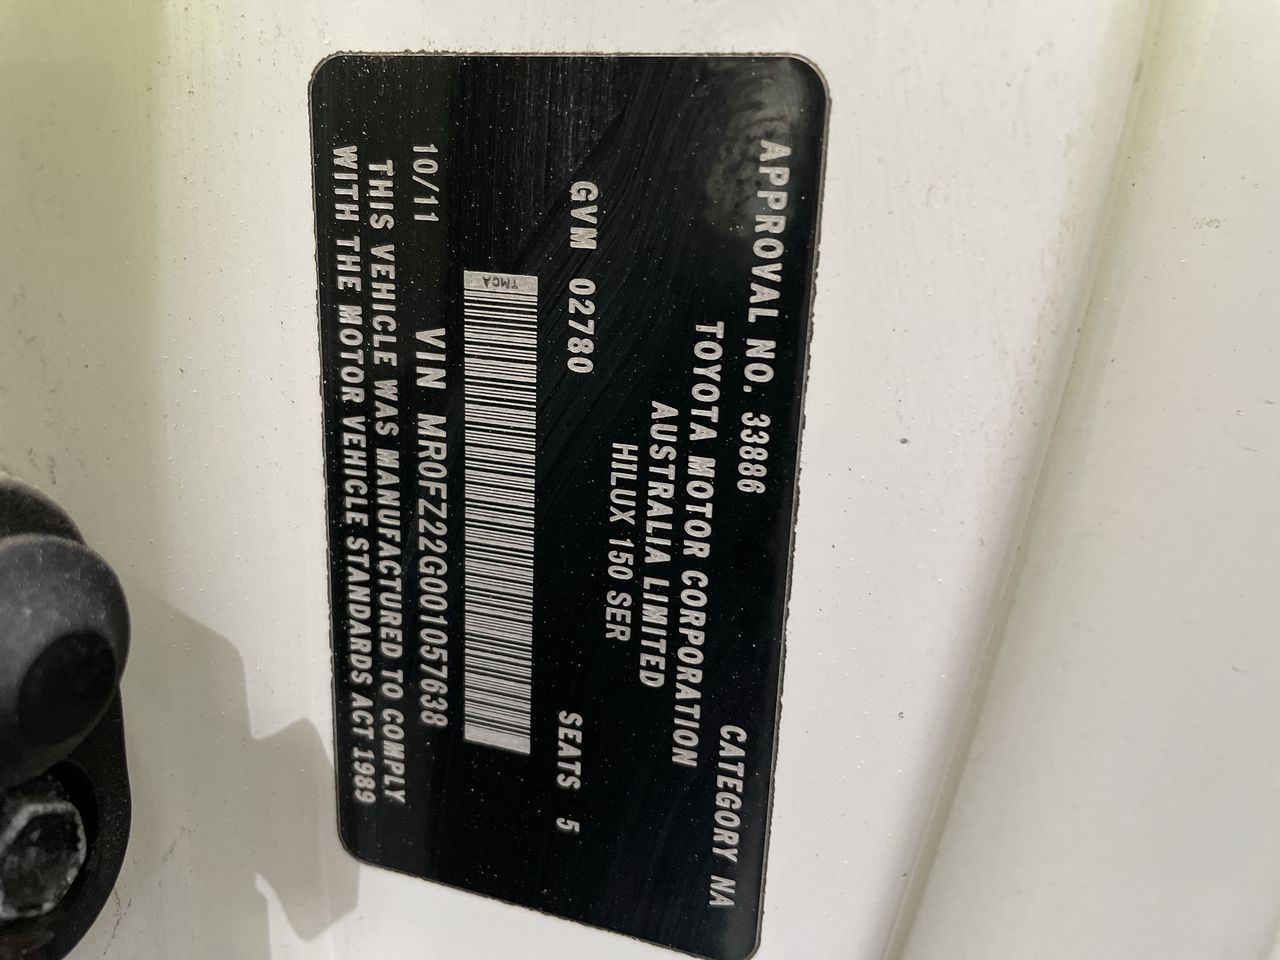 APPROVAL NO. 33886 CATEGORY NA
TOYOTA MOTOR CORPORATION
AUSTRALIA LIMITED
HILUX 150 SER
GVM 02780 SEATS 5
TMCA
10/11 VIN MR0FZ22G001057638
THIS VEHICLE WAS MANUFACTURED TO COMPLY
WITH THE MOTOR VEHICLE STANDARDS ACT 1989